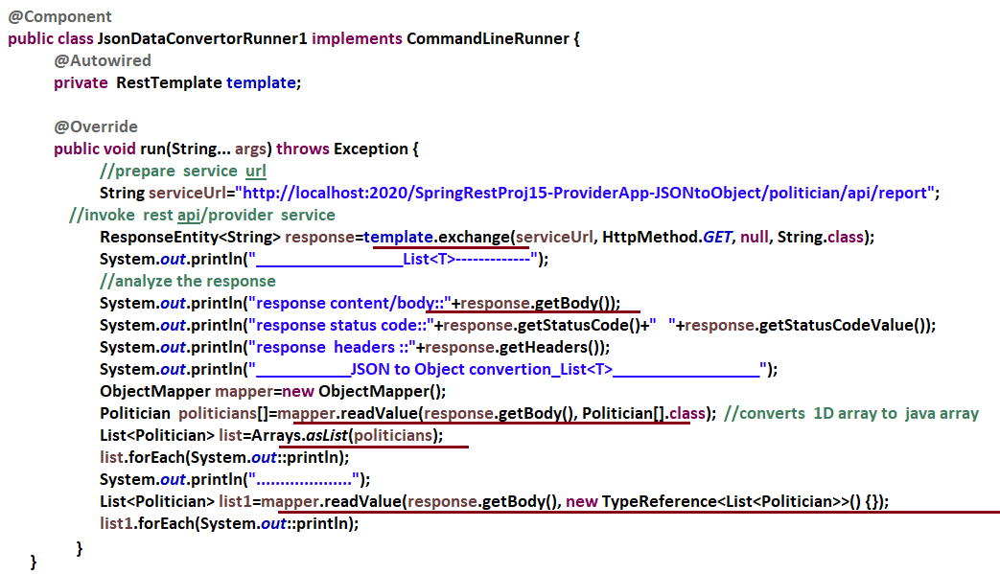 @Component
public class JsonDataConvertorRunner1 implements CommandLineRunner {
@Autowired
private RestTemplate template;
@Override
public void run(String... args) throws Exception {
//prepare service url
String serviceUrl="http://localhost:2020/SpringRestProj15-ProviderApp-JSONtoObject/politician/api/report";
//invoke rest api/provider service
ResponseEntity<String> response=template.exchange(serviceUrl, HttpMethod.GET, null, String.class);
System.out.println("_________________List<T>-------------");
//analyze the response
System.out.println("response content/body::"+response.getBody());
System.out.println("response status code::"+response.getStatusCode()+"   "+response.getStatusCodeValue());
System.out.println("response headers ::"+response.getHeaders());
System.out.println("___________JSON to Object convertion_List<T>_________________");
ObjectMapper mapper=new ObjectMapper();
Politician politicians[]=mapper.readValue(response.getBody(), Politician[].class); //converts 1D array to java array
List<Politician> list=Arrays.asList(politicians);
list.forEach(System.out::println);
System.out.println("....................");
List<Politician> list1=mapper.readValue(response.getBody(), new TypeReference<List<Politician>>() {});
list1.forEach(System.out::println);
}
}